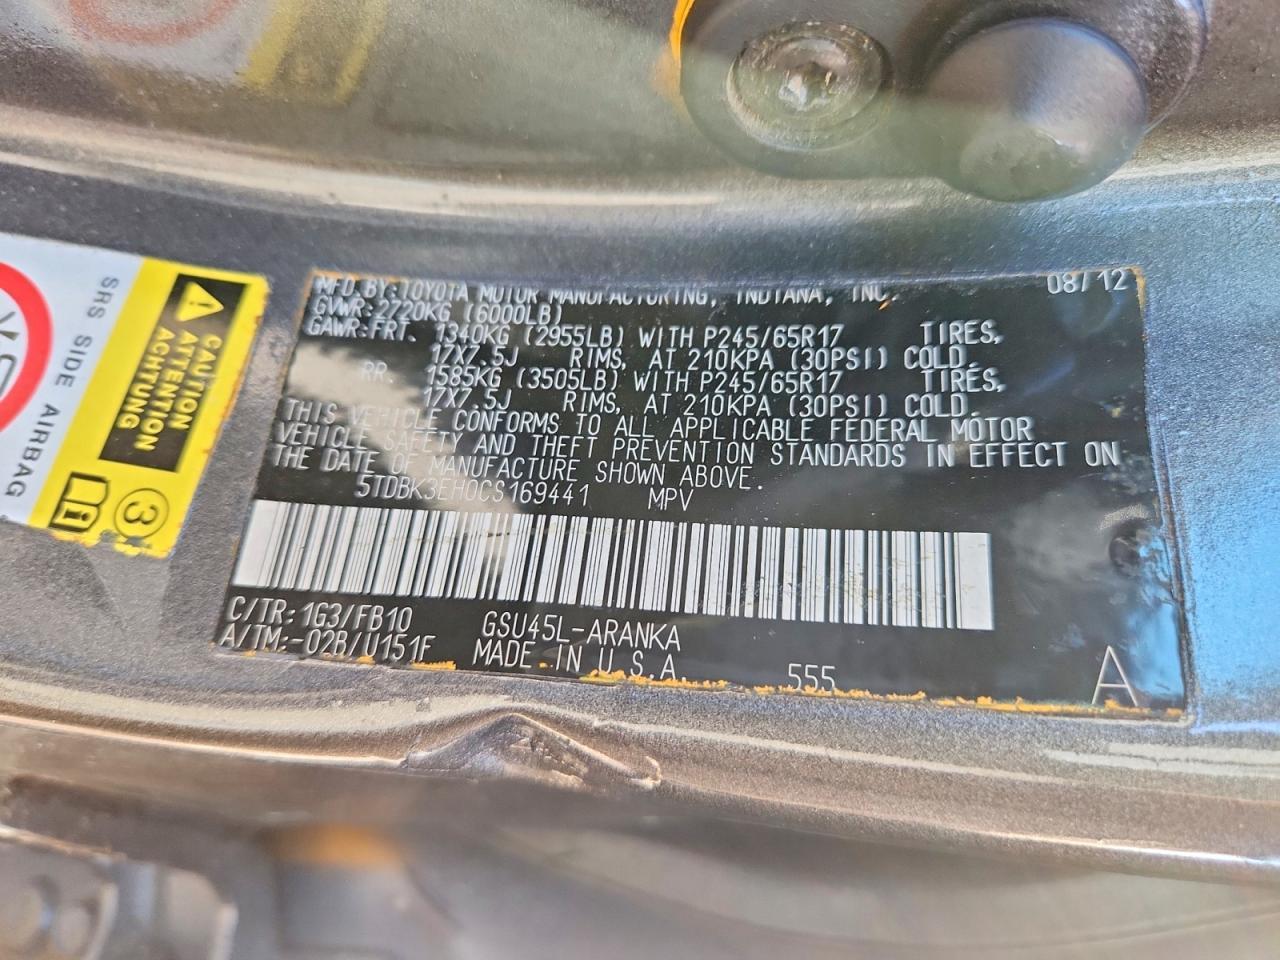 MFD.BY:TOYOTA MOTOR MANUFACTURING, INDIANA, INC. 08/12
GVWR:2720KG (6000LB)
GAWR:FRT. 1340KG (2955LB) WITH P245/65R17 TIRES,
17X7.5J RIMS, AT 210KPA (30PSI) COLD.
RR. 1585KG (3505LB) WITH P245/65R17 TIRES,
17X7.5J RIMS, AT 210KPA (30PSI) COLD.
THIS VEHICLE CONFORMS TO ALL APPLICABLE FEDERAL MOTOR
VEHICLE SAFETY AND THEFT PREVENTION STANDARDS IN EFFECT ON
THE DATE OF MANUFACTURE SHOWN ABOVE.
5TDBK3EH0CS169441 MPV
C/TR:1G3/FB10 GSU45L-ARANKA
A/TM:-02B/U151F MADE IN U.S.A. 555 A
SRS SIDE AIRBAG
CAUTION
ATTENTION
ACHTUNG
3